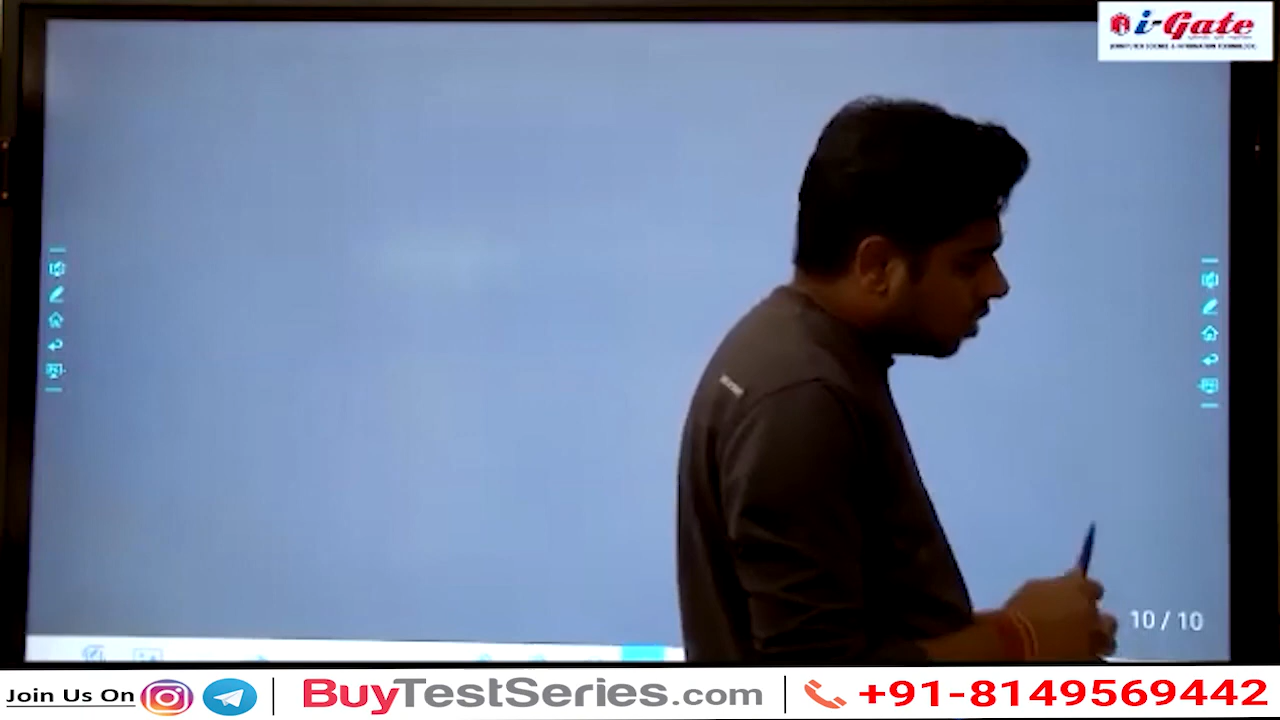 i-Gate
10 / 10
Join Us On
BuyTestSeries.com
+91-8149569442